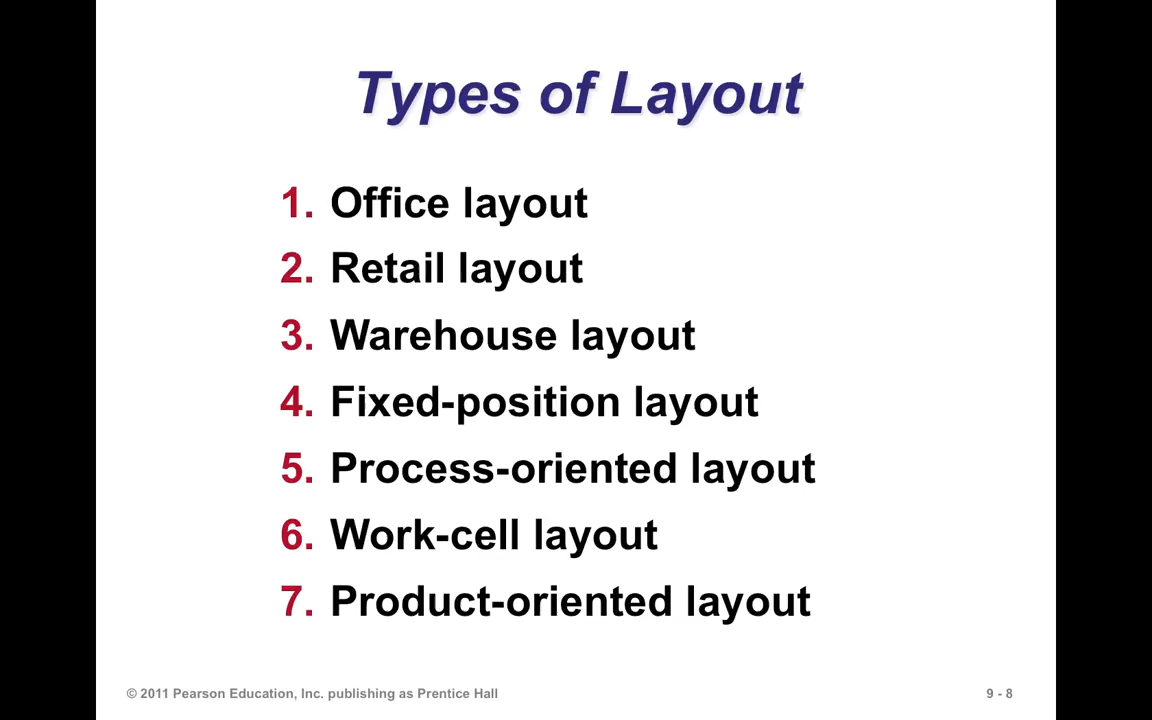 Types of Layout
1. Office layout
2. Retail layout
3. Warehouse layout
4. Fixed-position layout
5. Process-oriented layout
6. Work-cell layout
7. Product-oriented layout
© 2011 Pearson Education, Inc. publishing as Prentice Hall
9 - 8